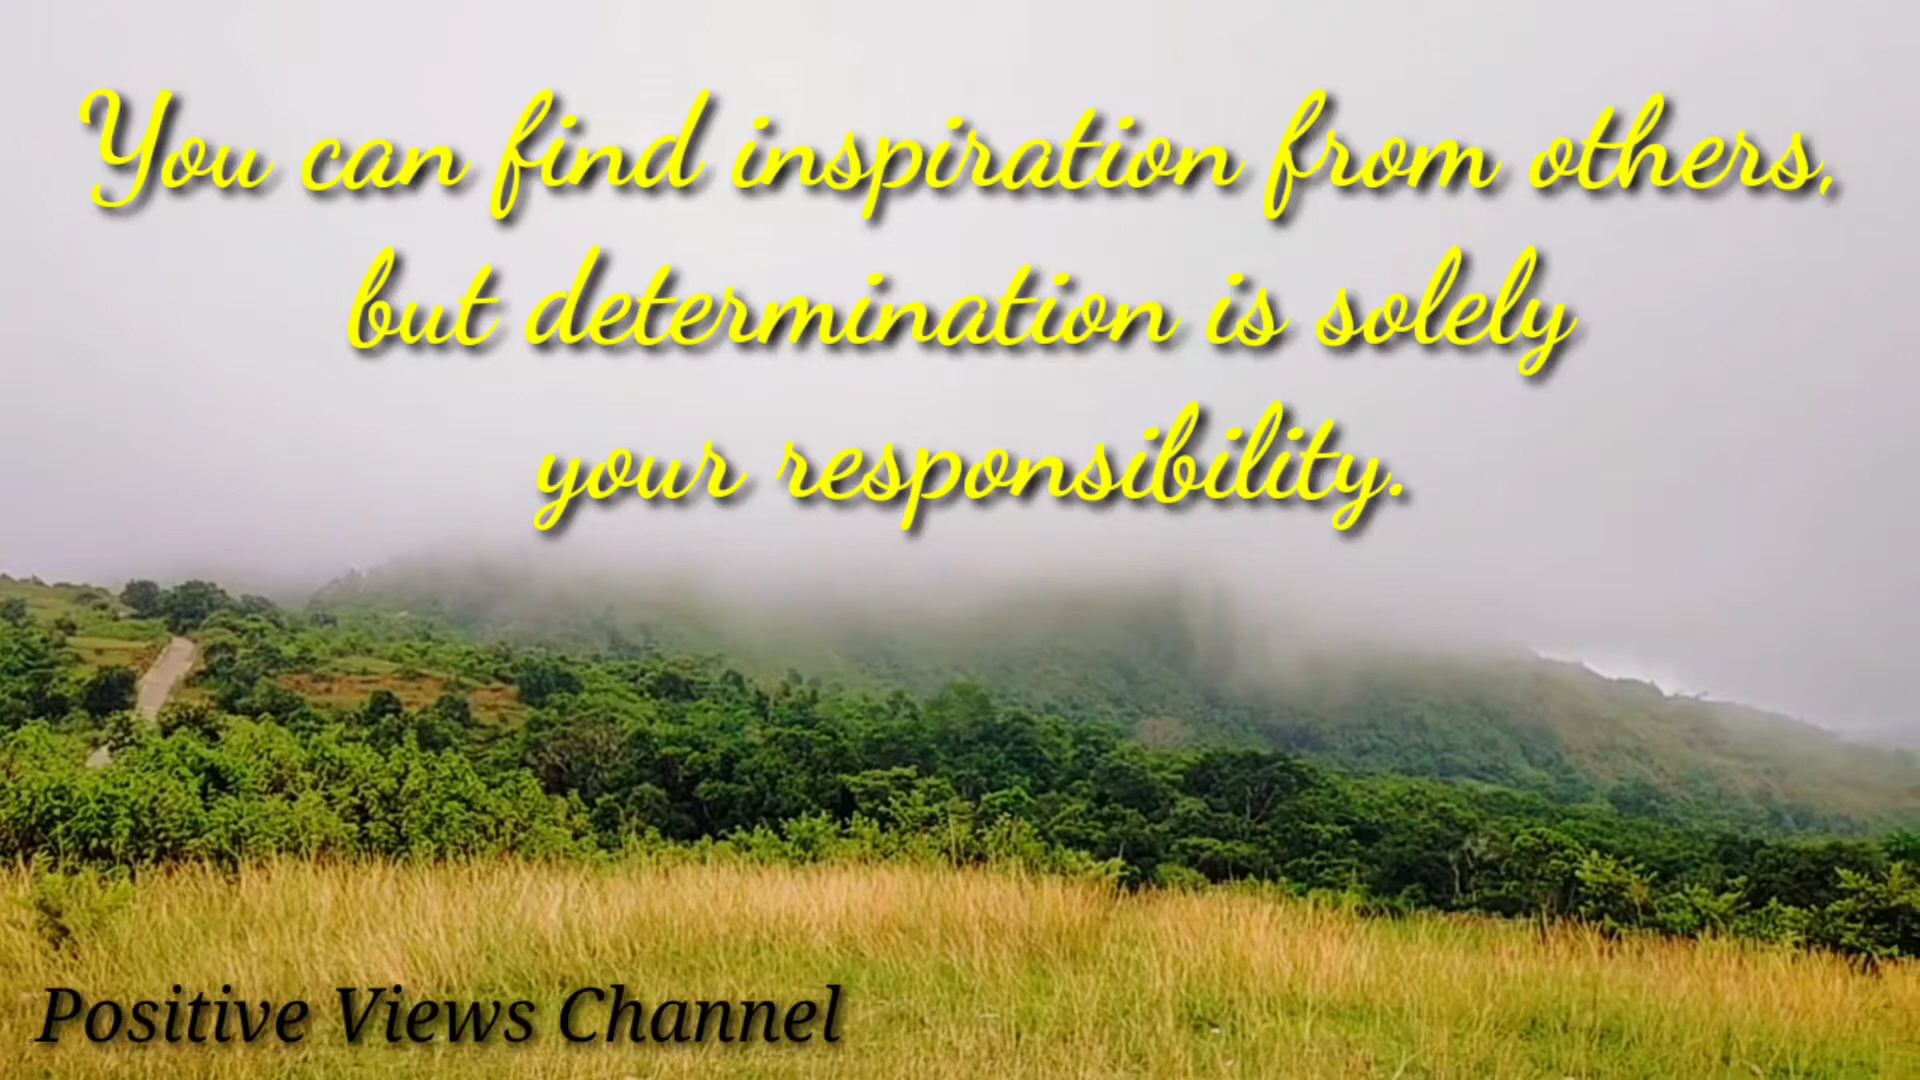 You can find inspiration from others,
but determination is solely
your responsibility.
Positive Views Channel